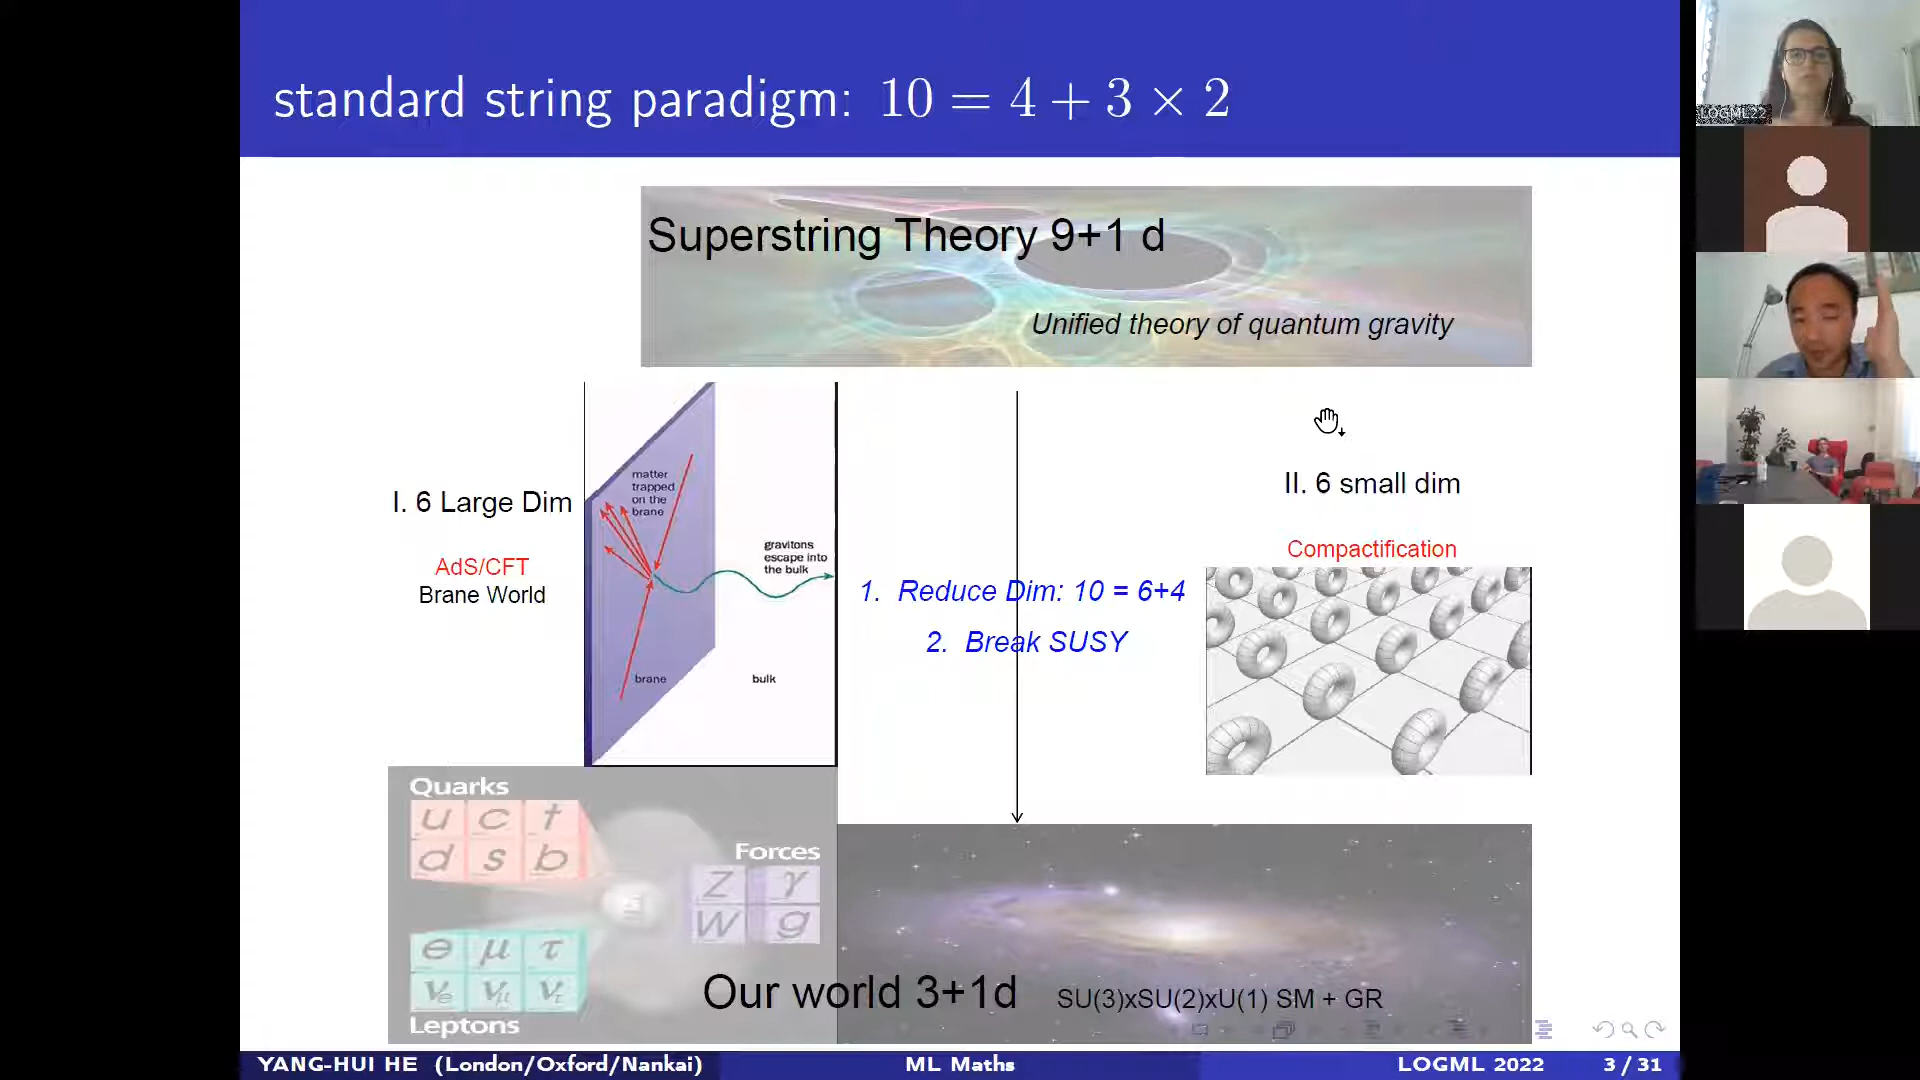 standard string paradigm: 10 = 4 + 3 × 2
LOGML22
Superstring Theory 9+1 d
Unified theory of quantum gravity
I. 6 Large Dim
AdS/CFT
Brane World
matter
trapped
on the
brane
gravitons
escape into
the bulk
brane
bulk
1. Reduce Dim: 10 = 6+4
2. Break SUSY
II. 6 small dim
Compactification
Quarks
u c t
d s b
Forces
Z γ
W g
e μ τ
νe νμ ντ
Leptons
Our world 3+1d
SU(3)xSU(2)xU(1) SM + GR
YANG-HUI HE (London/Oxford/Nankai)
ML Maths
LOGML 2022
3 / 31